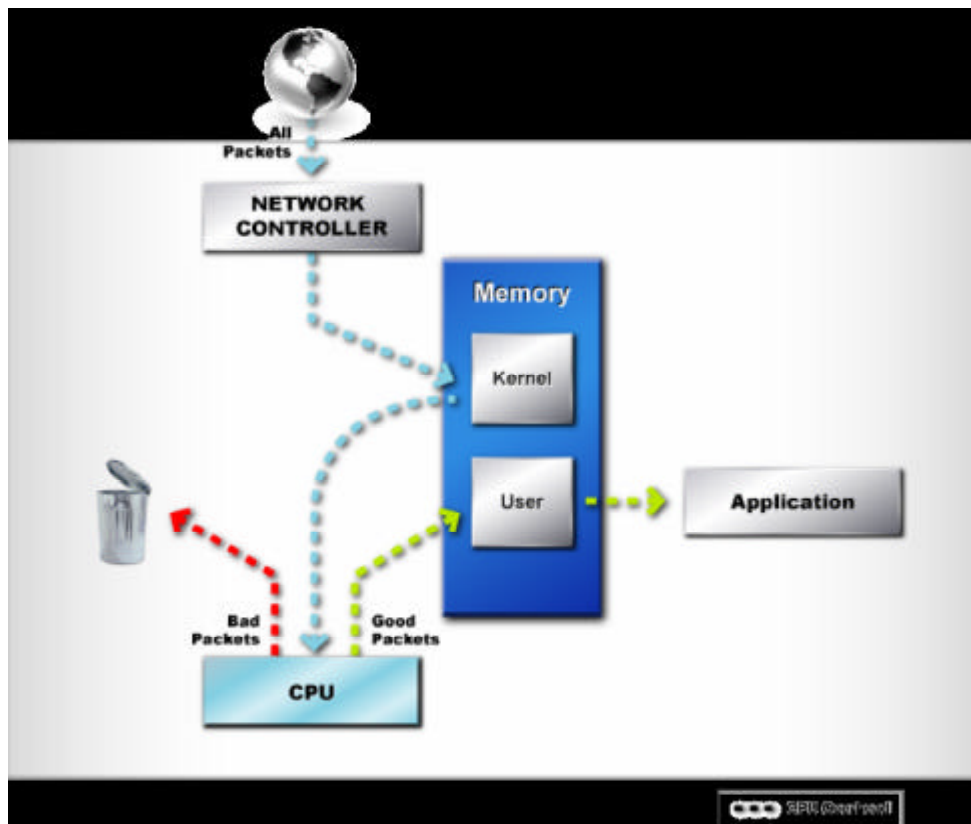 All
Packets
NETWORK
CONTROLLER
Memory
Kernel
User
Application
Bad
Packets
Good
Packets
CPU